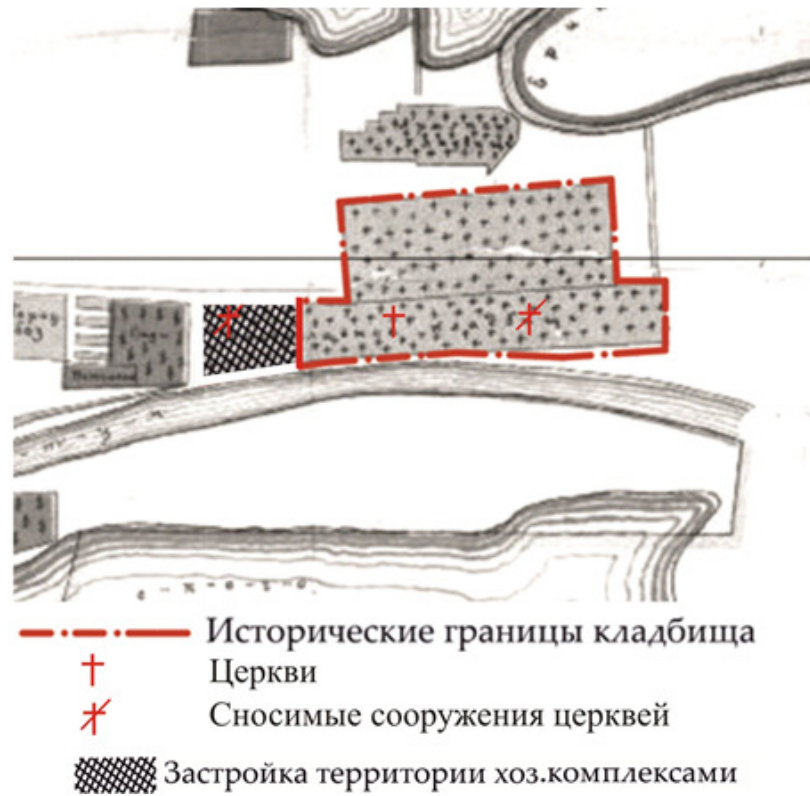 Исторические границы кладбища
Церкви
Сносимые сооружения церквей
Застройка территории хоз.комплексами